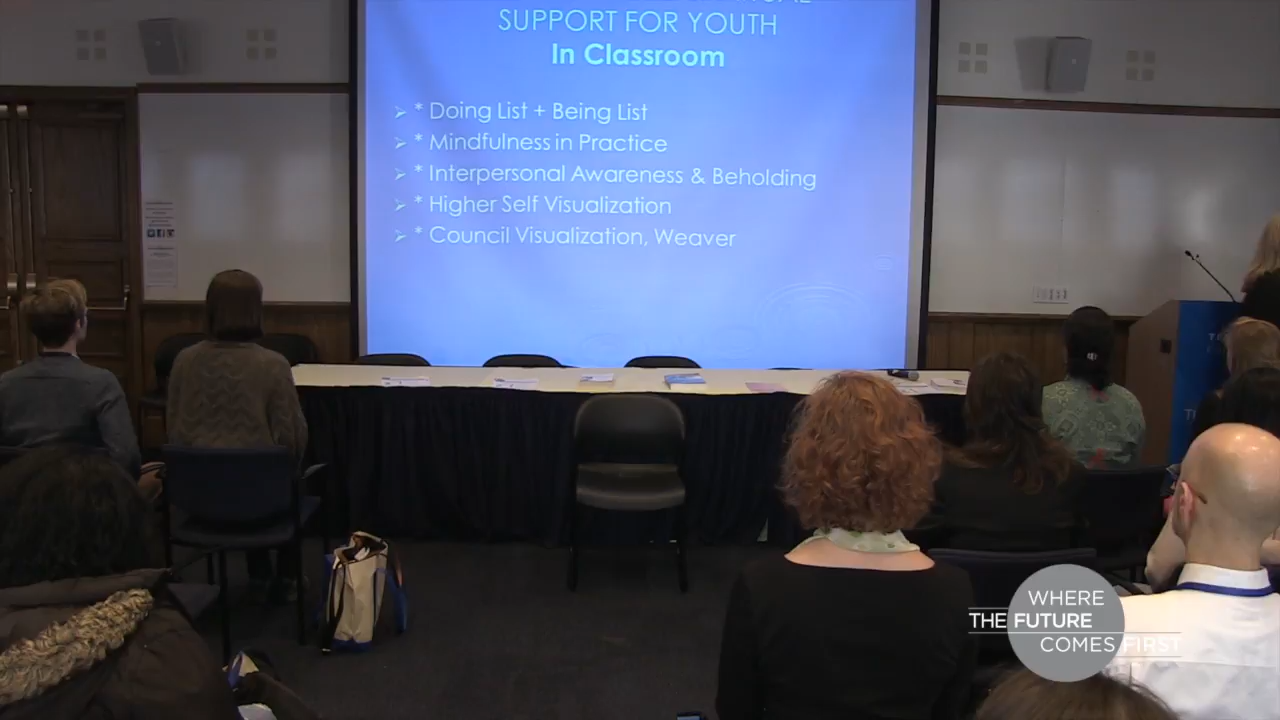 SUPPORT FOR YOUTH
In Classroom
➢ * Doing List + Being List
➢ * Mindfulness in Practice
➢ * Interpersonal Awareness & Beholding
➢ * Higher Self Visualization
➢ * Council Visualization, Weaver
WHERE
THE FUTURE
COMES FIRST